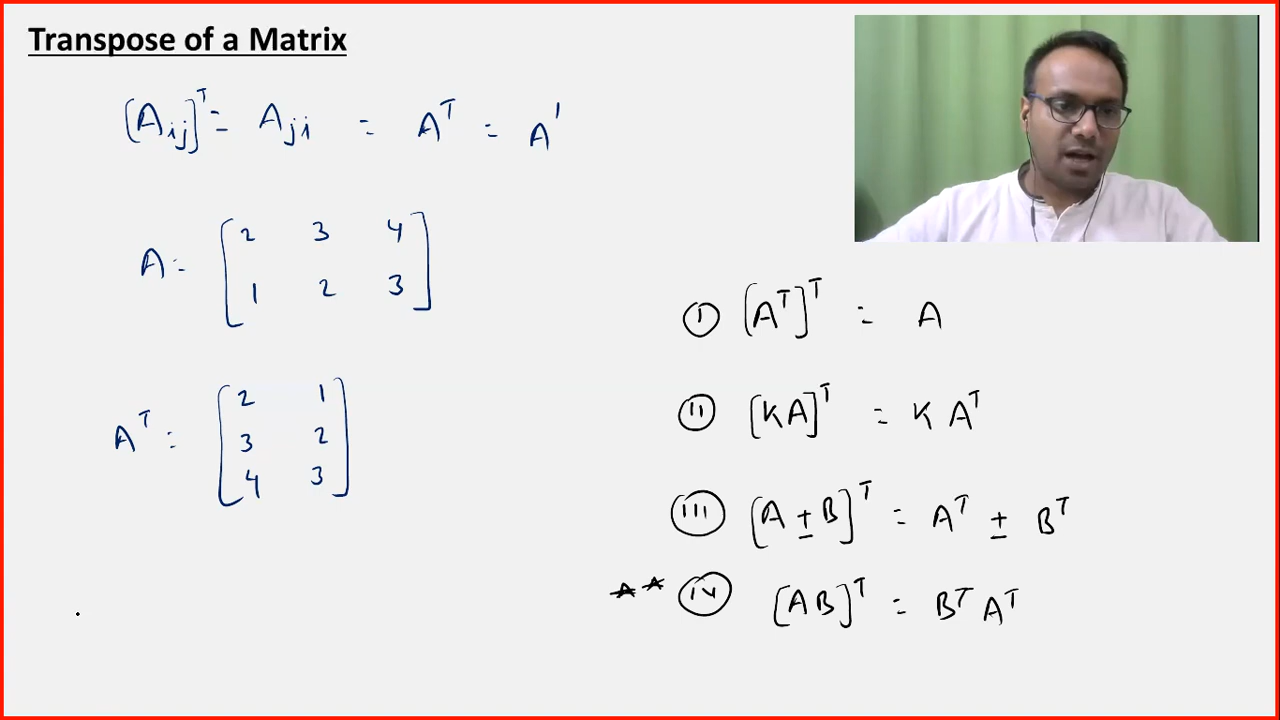 Transpose of a Matrix
[Aij]ᵀ = Aji = Aᵀ = A'
A = [2 3 4
1 2 3]
Aᵀ = [2 1
3 2
4 3]
(i) [Aᵀ]ᵀ = A
(ii) [KA]ᵀ = K Aᵀ
(iii) [A ± B]ᵀ = Aᵀ ± Bᵀ
★★ (iv) [AB]ᵀ = Bᵀ Aᵀ